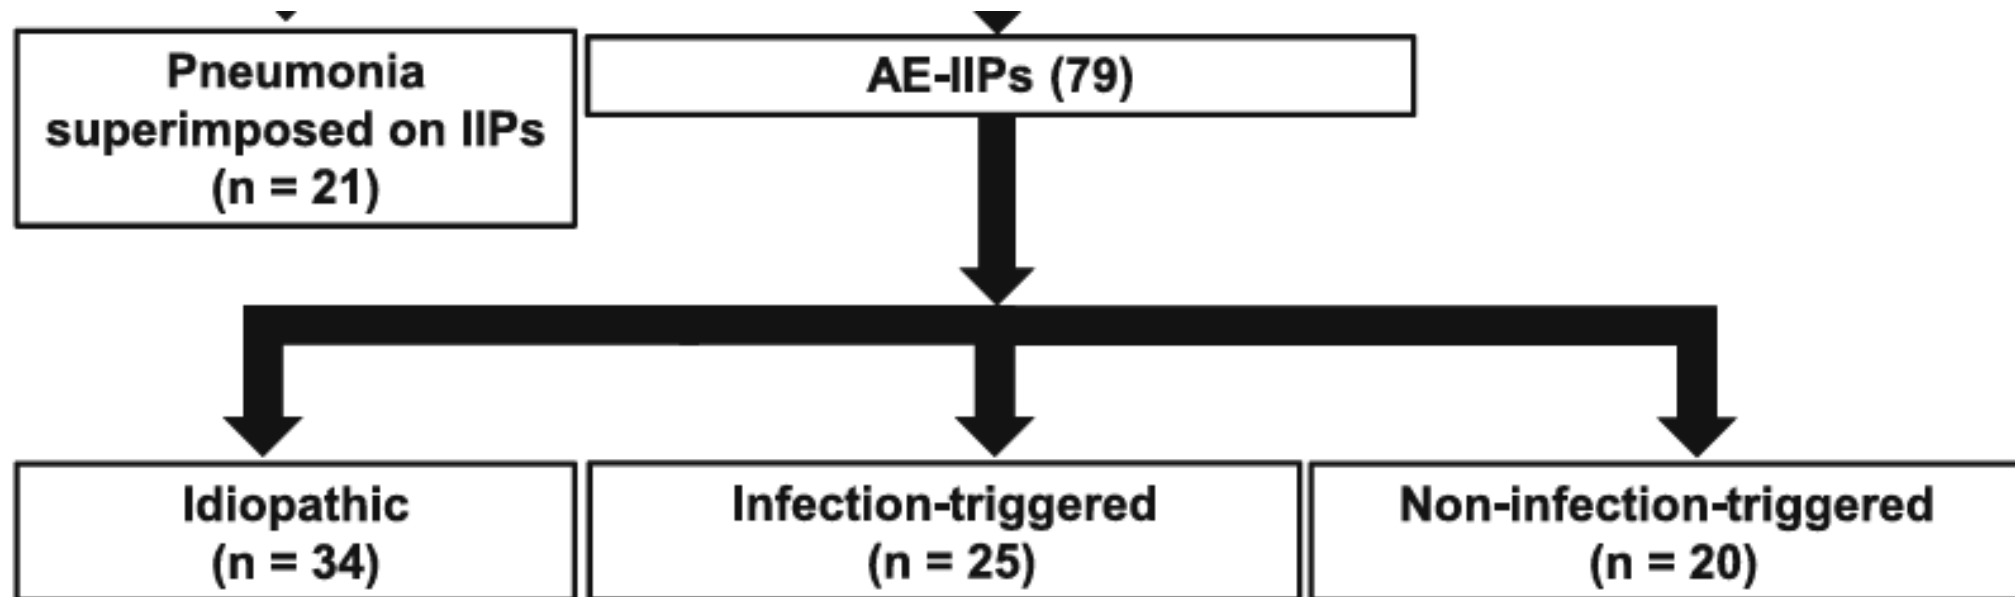 Pneumonia
superimposed on IIPs
(n = 21)
AE-IIPs (79)
Idiopathic
(n = 34)
Infection-triggered
(n = 25)
Non-infection-triggered
(n = 20)